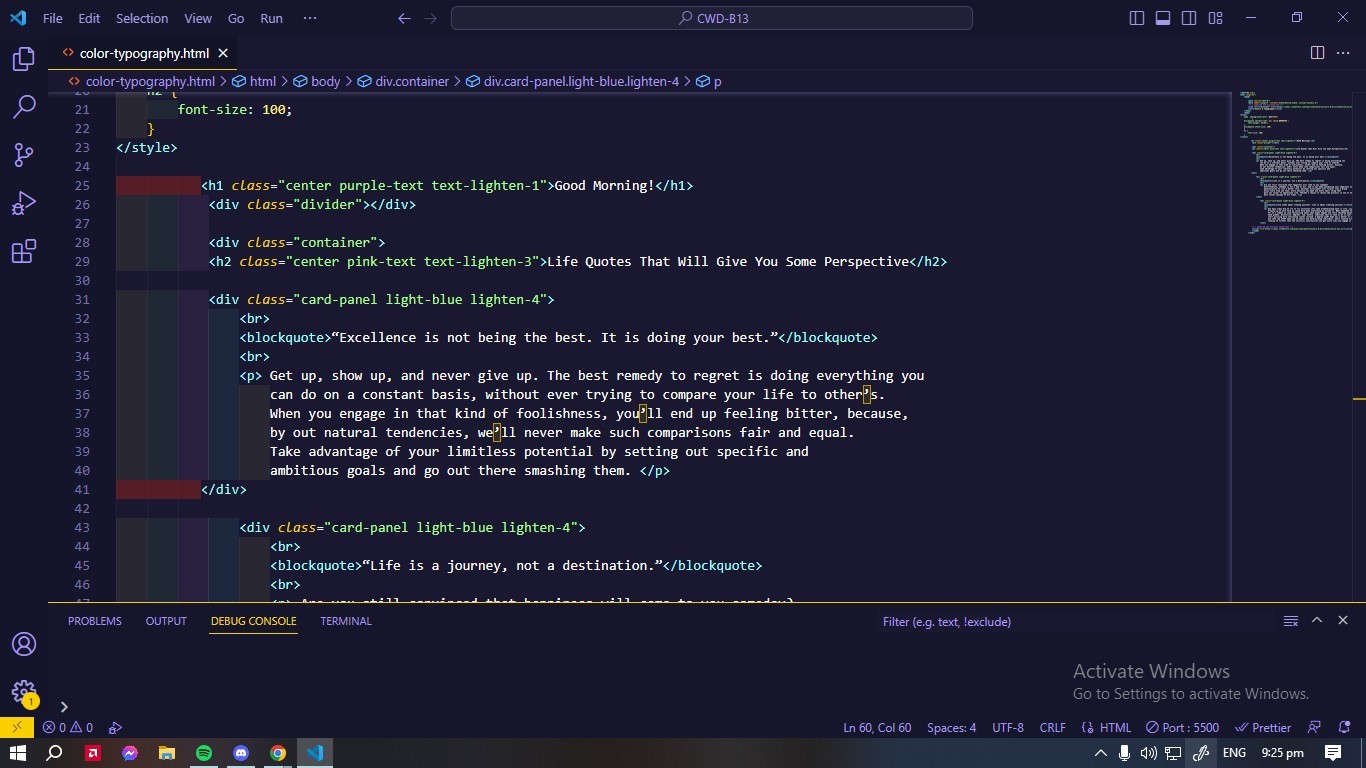 File Edit Selection View Go Run ··· CWD-B13
color-typography.html
color-typography.html > html > body > div.container > div.card-panel.light-blue.lighten-4 > p
20 h2 {
21 font-size: 100;
22 }
23 </style>
24
25 <h1 class="center purple-text text-lighten-1">Good Morning!</h1>
26 <div class="divider"></div>
27
28 <div class="container">
29 <h2 class="center pink-text text-lighten-3">Life Quotes That Will Give You Some Perspective</h2>
30
31 <div class="card-panel light-blue lighten-4">
32 <br>
33 <blockquote>“Excellence is not being the best. It is doing your best.”</blockquote>
34 <br>
35 <p> Get up, show up, and never give up. The best remedy to regret is doing everything you
36 can do on a constant basis, without ever trying to compare your life to other’s.
37 When you engage in that kind of foolishness, you’ll end up feeling bitter, because,
38 by out natural tendencies, we’ll never make such comparisons fair and equal.
39 Take advantage of your limitless potential by setting out specific and
40 ambitious goals and go out there smashing them. </p>
41 </div>
42
43 <div class="card-panel light-blue lighten-4">
44 <br>
45 <blockquote>“Life is a journey, not a destination.”</blockquote>
46 <br>
47 <p> Are you still convinced that happiness will come to you someday?
PROBLEMS OUTPUT DEBUG CONSOLE TERMINAL Filter (e.g. text, !exclude)
Activate Windows
Go to Settings to activate Windows.
1
0 0 Ln 60, Col 60 Spaces: 4 UTF-8 CRLF HTML Port : 5500 Prettier
ENG 9:25 pm